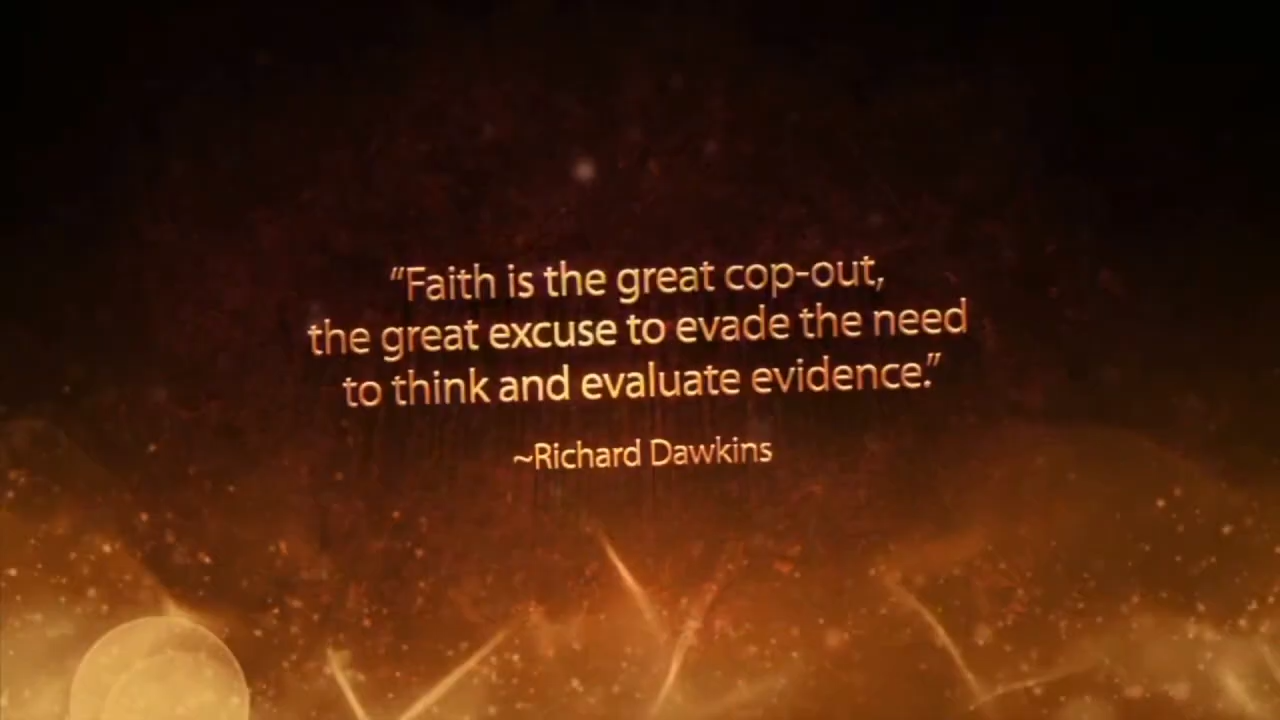 “Faith is the great cop-out,
the great excuse to evade the need
to think and evaluate evidence.”
~Richard Dawkins